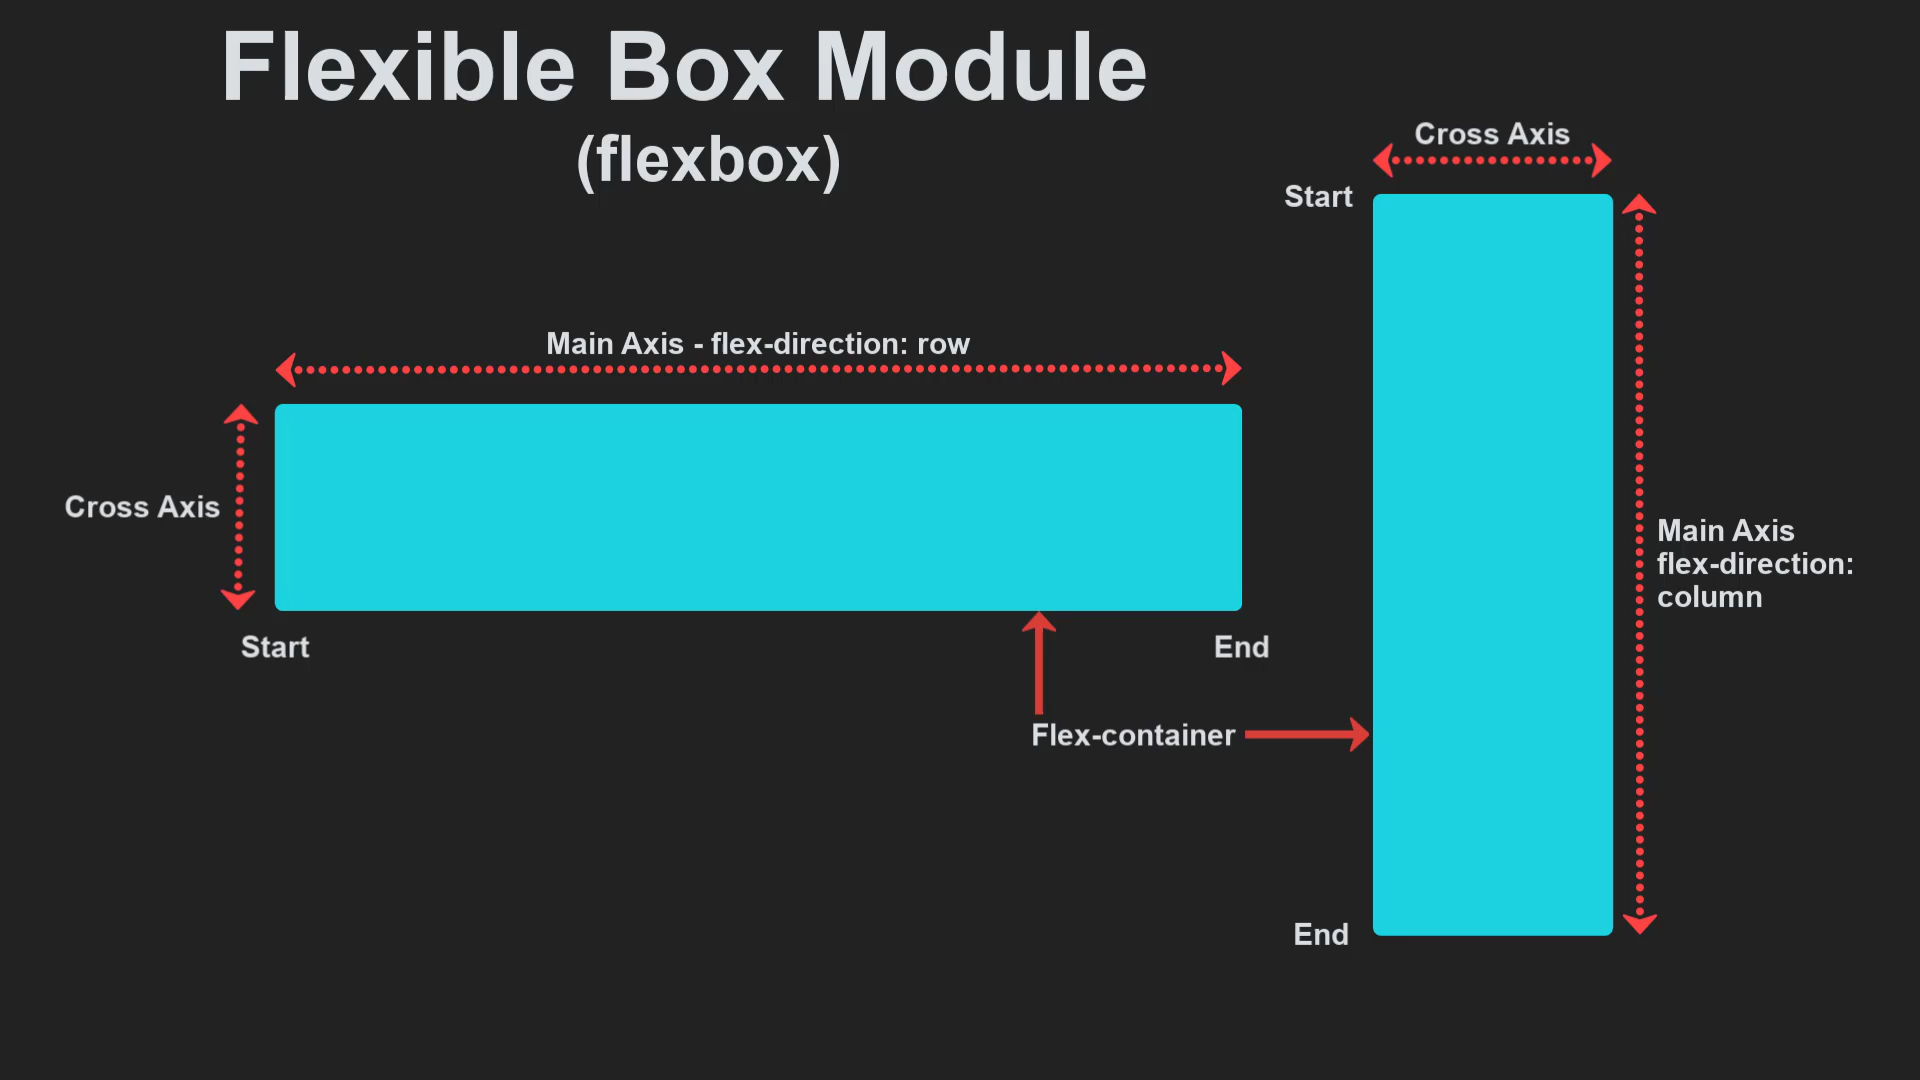 Flexible Box Module
(flexbox)
Cross Axis
Start
Main Axis - flex-direction: row
Cross Axis
Main Axis
flex-direction:
column
Start
End
Flex-container
End